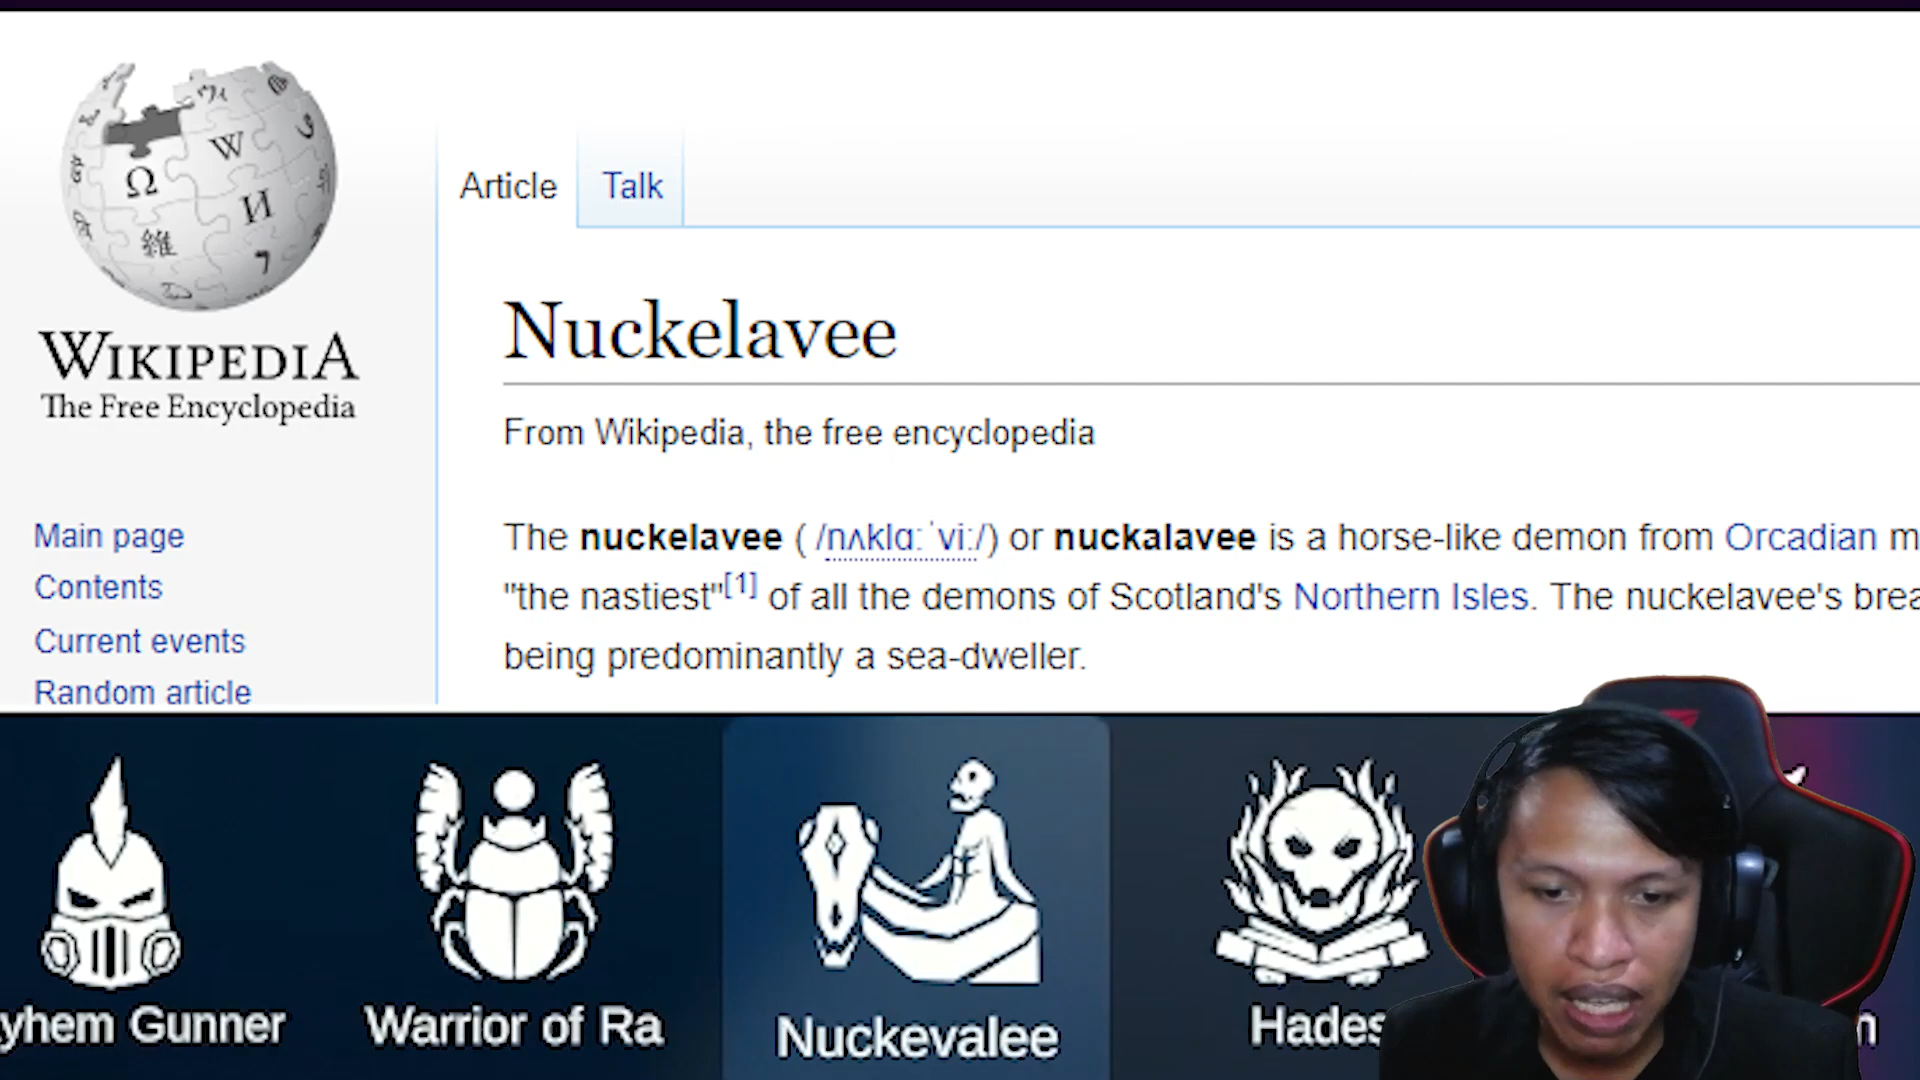 WIKIPEDIA
The Free Encyclopedia
Article Talk
Nuckelavee
From Wikipedia, the free encyclopedia
The nuckelavee ( /nʌklɑːˈviː/) or nuckalavee is a horse-like demon from Orcadian
"the nastiest"[1] of all the demons of Scotland's Northern Isles. The nuckelavee's
being predominantly a sea-dweller.
Main page
Contents
Current events
Random article
yhem Gunner
Warrior of Ra
Nuckevalee
Hades